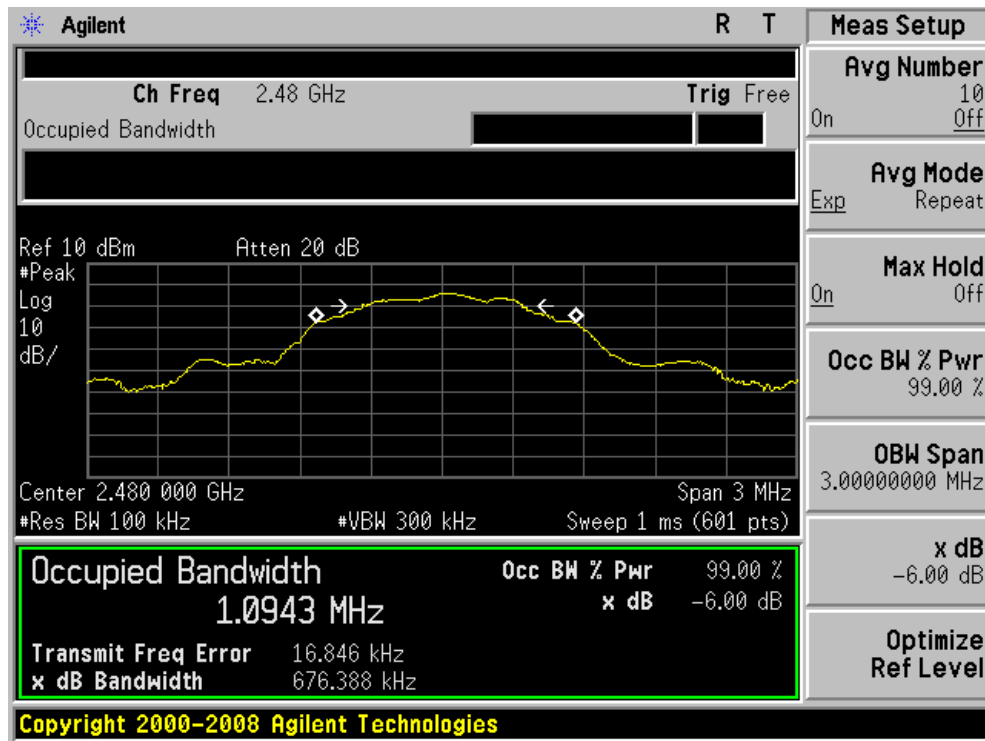 Agilent R T
Ch Freq 2.48 GHz Trig Free
Occupied Bandwidth
Ref 10 dBm Atten 20 dB
#Peak
Log
10
dB/
Center 2.480 000 GHz Span 3 MHz
#Res BW 100 kHz #VBW 300 kHz Sweep 1 ms (601 pts)
Occupied Bandwidth Occ BW % Pwr 99.00 %
1.0943 MHz x dB -6.00 dB
Transmit Freq Error 16.846 kHz
x dB Bandwidth 676.388 kHz
Copyright 2000-2008 Agilent Technologies
Meas Setup
Avg Number
10
On Off
Avg Mode
Exp Repeat
Max Hold
On Off
Occ BW % Pwr
99.00 %
OBW Span
3.00000000 MHz
x dB
-6.00 dB
Optimize
Ref Level